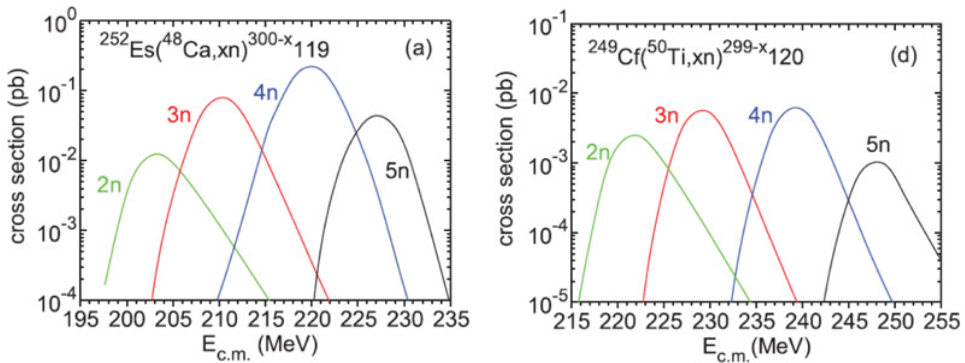 ²⁵²Es(⁴⁸Ca,xn)³⁰⁰⁻ˣ119
(a)
cross section (pb)
10⁰
10⁻¹
10⁻²
10⁻³
10⁻⁴
2n
3n
4n
5n
195 200 205 210 215 220 225 230 235
E_c.m. (MeV)
²⁴⁹Cf(⁵⁰Ti,xn)²⁹⁹⁻ˣ120
(d)
cross section (pb)
10⁻¹
10⁻²
10⁻³
10⁻⁴
10⁻⁵
2n
3n
4n
5n
215 220 225 230 235 240 245 250 255
E_c.m. (MeV)